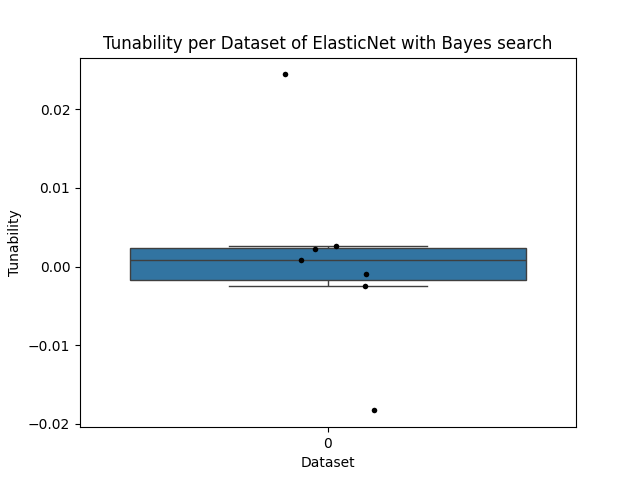 Tunability per Dataset of ElasticNet with Bayes search
0.02
0.01
0.00
−0.01
−0.02
Tunability
0
Dataset